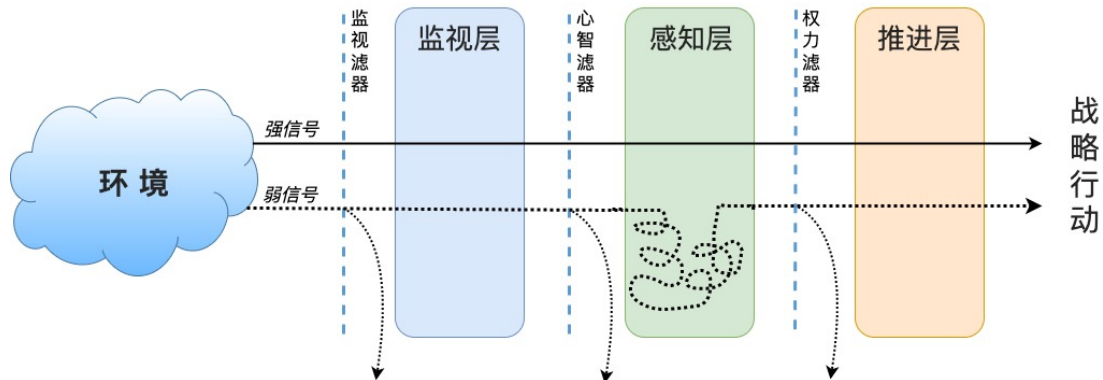 监视滤器
监视层
心智滤器
感知层
权力滤器
推进层
强信号
环境
弱信号
战略行动